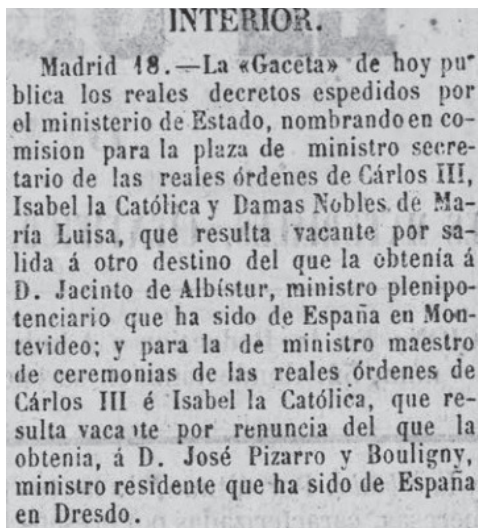 INTERIOR.
Madrid 18.—La «Gaceta» de hoy pu-
blica los reales decretos espedidos por
el ministerio de Estado, nombrando en co-
mision para la plaza de ministro secre-
tario de las reales órdenes de Cárlos III,
Isabel la Católica y Damas Nobles de Ma-
ría Luisa, que resulta vacante por sa-
lida á otro destino del que la obtenía á
D. Jacinto de Albístur, ministro plenipo-
tenciario que ha sido de España en Mon-
tevideo; y para la de ministro maestro
de ceremonias de las reales órdenes de
Cárlos III é Isabel la Católica, que re-
sulta vacante por renuncia del que la
obtenia, á D. José Pizarro y Bouligny,
ministro residente que ha sido de España
en Dresdo.